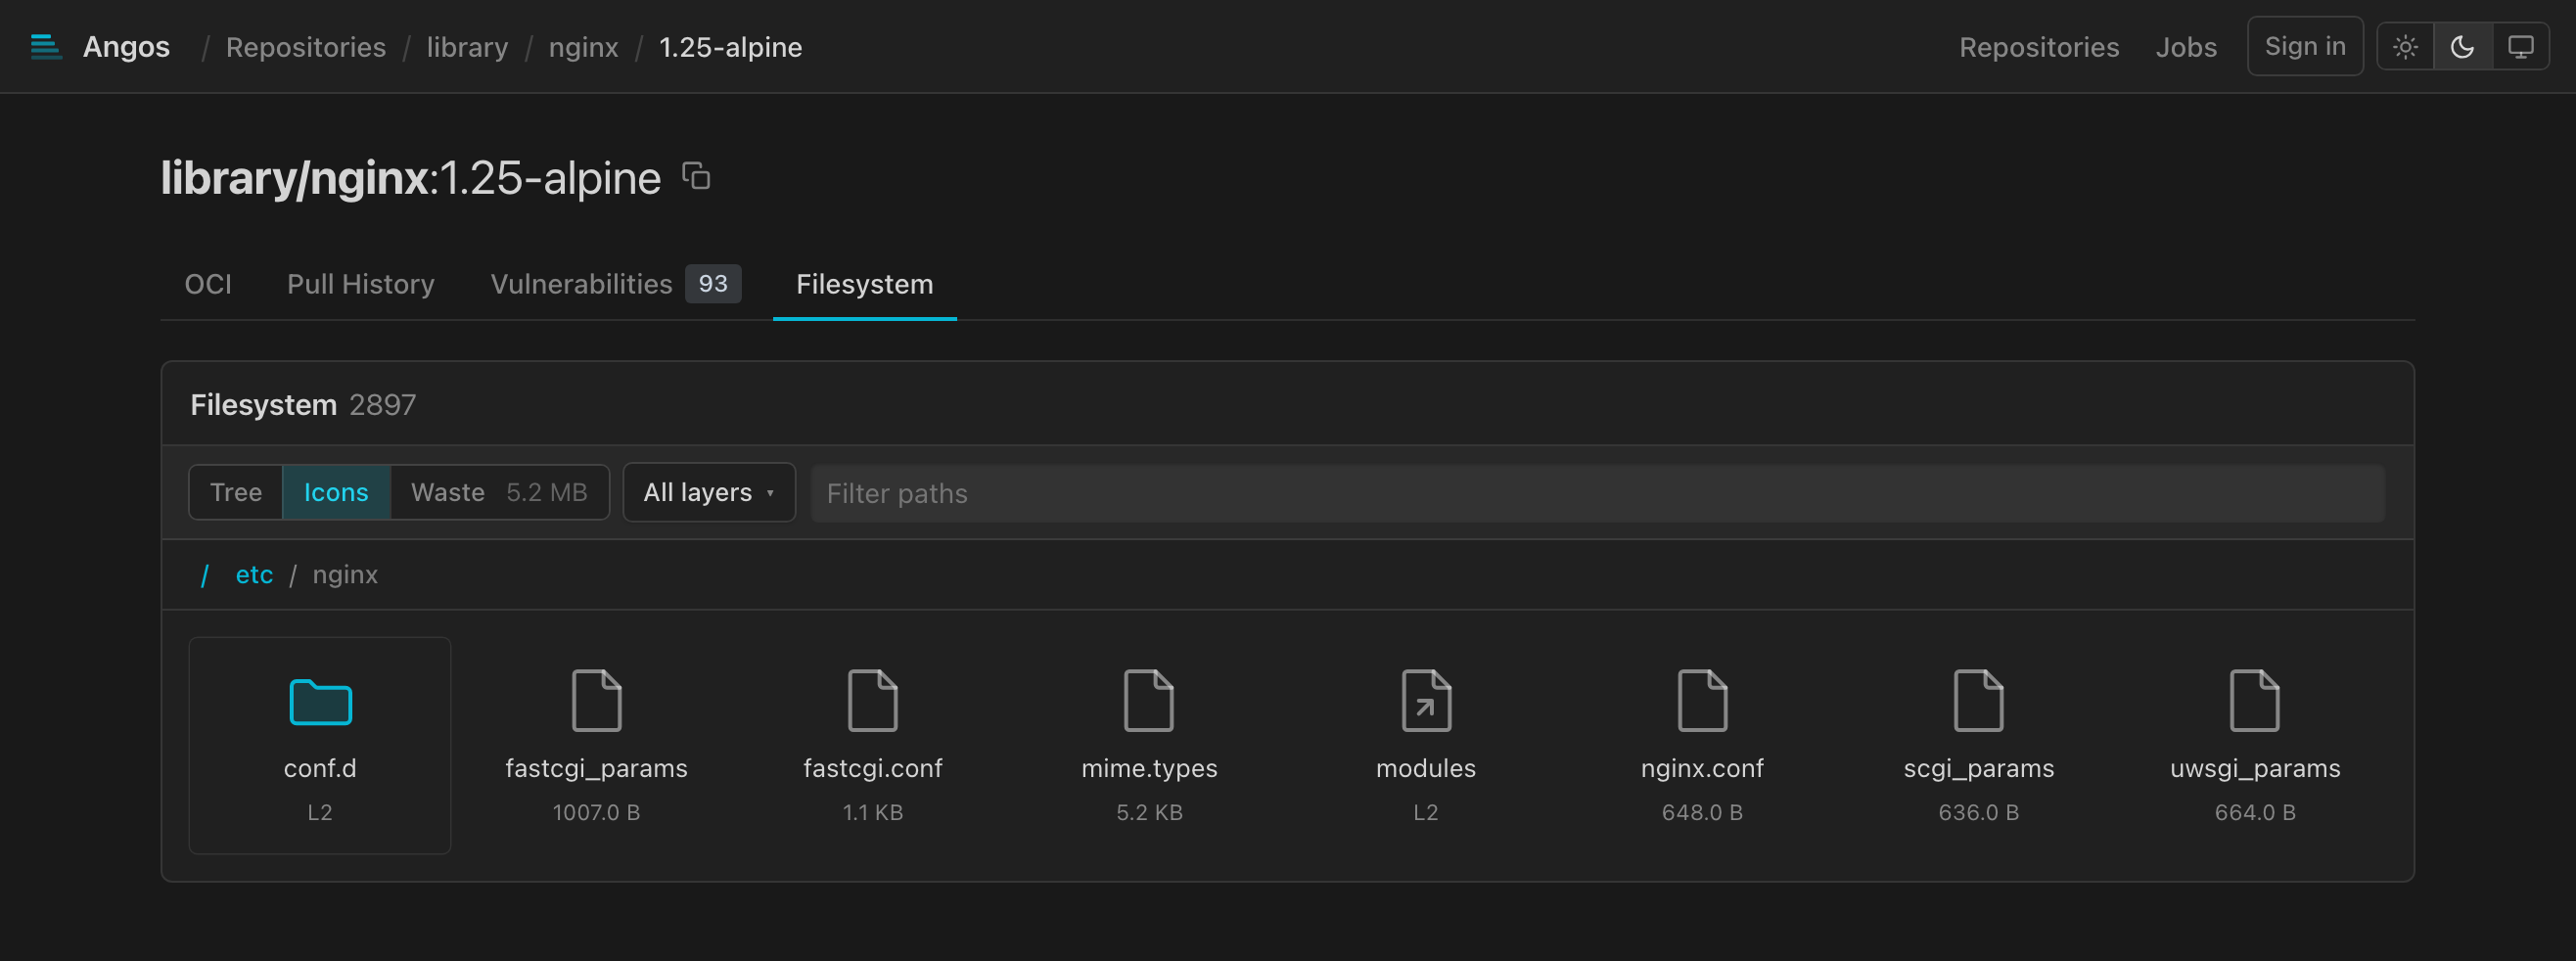 Angos / Repositories / library / nginx / 1.25-alpine Repositories Jobs Sign in
library/nginx:1.25-alpine
OCI Pull History Vulnerabilities 93 Filesystem
Filesystem 2897
Tree Icons Waste 5.2 MB All layers ▾ Filter paths
/ etc / nginx
conf.d fastcgi_params fastcgi.conf mime.types modules nginx.conf scgi_params uwsgi_params
L2 1007.0 B 1.1 KB 5.2 KB L2 648.0 B 636.0 B 664.0 B